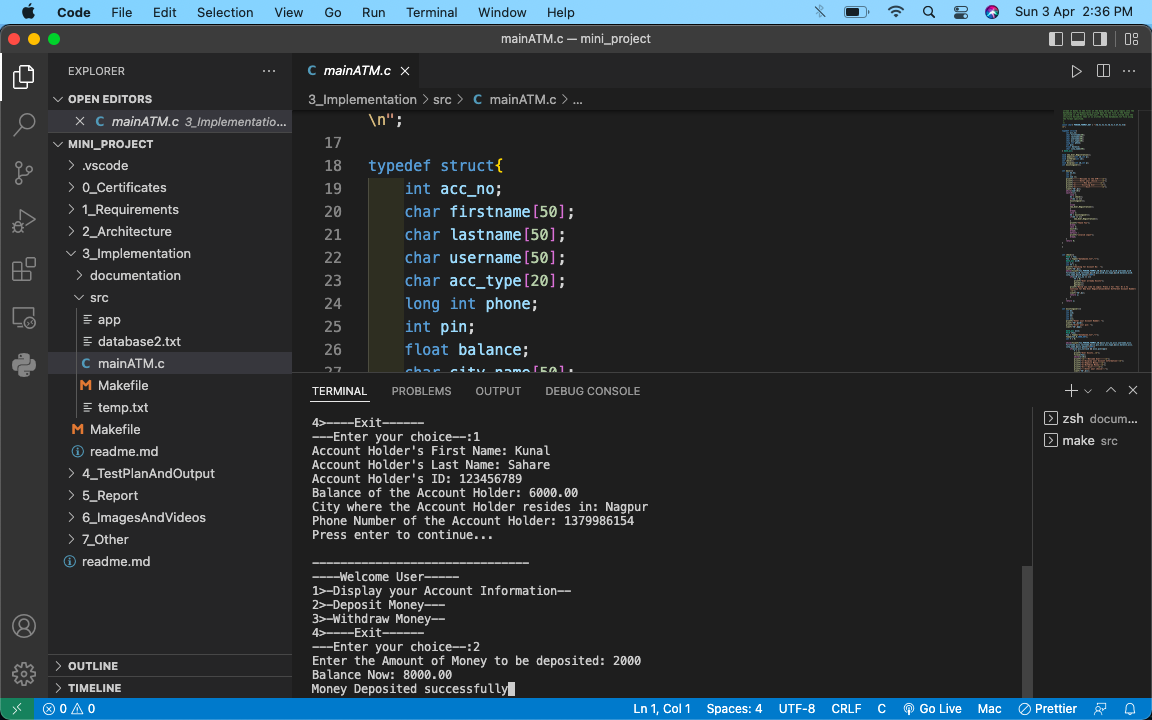 Code File Edit Selection View Go Run Terminal Window Help Sun 3 Apr 2:36 PM
mainATM.c — mini_project
EXPLORER
OPEN EDITORS
C mainATM.c 3_Implementatio...
MINI_PROJECT
.vscode
0_Certificates
1_Requirements
2_Architecture
3_Implementation
documentation
src
app
database2.txt
C mainATM.c
M Makefile
temp.txt
M Makefile
readme.md
4_TestPlanAndOutput
5_Report
6_ImagesAndVideos
7_Other
readme.md
OUTLINE
TIMELINE
C mainATM.c
3_Implementation > src > C mainATM.c > ...
\n";
17
18 typedef struct{
19 int acc_no;
20 char firstname[50];
21 char lastname[50];
22 char username[50];
23 char acc_type[20];
24 long int phone;
25 int pin;
26 float balance;
27 char city_name[50];
TERMINAL PROBLEMS OUTPUT DEBUG CONSOLE
4>----Exit------
---Enter your choice--:1
Account Holder's First Name: Kunal
Account Holder's Last Name: Sahare
Account Holder's ID: 123456789
Balance of the Account Holder: 6000.00
City where the Account Holder resides in: Nagpur
Phone Number of the Account Holder: 1379986154
Press enter to continue...
-------------------------------
----Welcome User-----
1>-Display your Account Information--
2>-Deposit Money---
3>-Withdraw Money--
4>----Exit------
---Enter your choice--:2
Enter the Amount of Money to be deposited: 2000
Balance Now: 8000.00
Money Deposited successfully
zsh docum...
make src
0 0 Ln 1, Col 1 Spaces: 4 UTF-8 CRLF C Go Live Mac Prettier